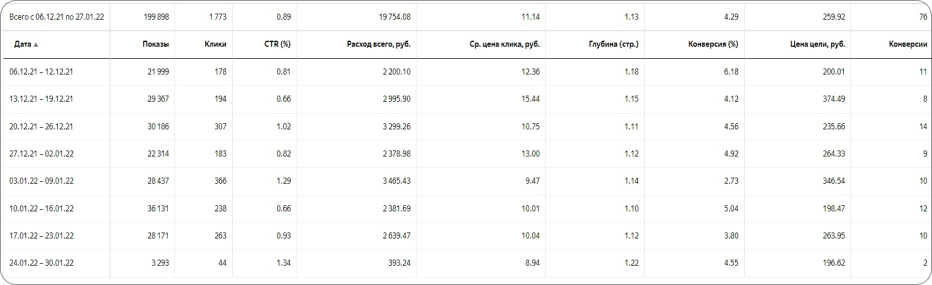 Всего с 06.12.21 по 27.01.22 199 898 1 773 0.89 19 754.08 11.14 1.13 4.29 259.92 76
Дата ▲ Показы Клики CTR (%) Расход всего, руб. Ср. цена клика, руб. Глубина (стр.) Конверсия (%) Цена цели, руб. Конверсии
06.12.21 – 12.12.21 21 999 178 0.81 2 200.10 12.36 1.18 6.18 200.01 11
13.12.21 – 19.12.21 29 367 194 0.66 2 995.90 15.44 1.15 4.12 374.49 8
20.12.21 – 26.12.21 30 186 307 1.02 3 299.26 10.75 1.11 4.56 235.66 14
27.12.21 – 02.01.22 22 314 183 0.82 2 378.98 13.00 1.12 4.92 264.33 9
03.01.22 – 09.01.22 28 437 366 1.29 3 465.43 9.47 1.14 2.73 346.54 10
10.01.22 – 16.01.22 36 131 238 0.66 2 381.69 10.01 1.10 5.04 198.47 12
17.01.22 – 23.01.22 28 171 263 0.93 2 639.47 10.04 1.12 3.80 263.95 10
24.01.22 – 30.01.22 3 293 44 1.34 393.24 8.94 1.22 4.55 196.62 2